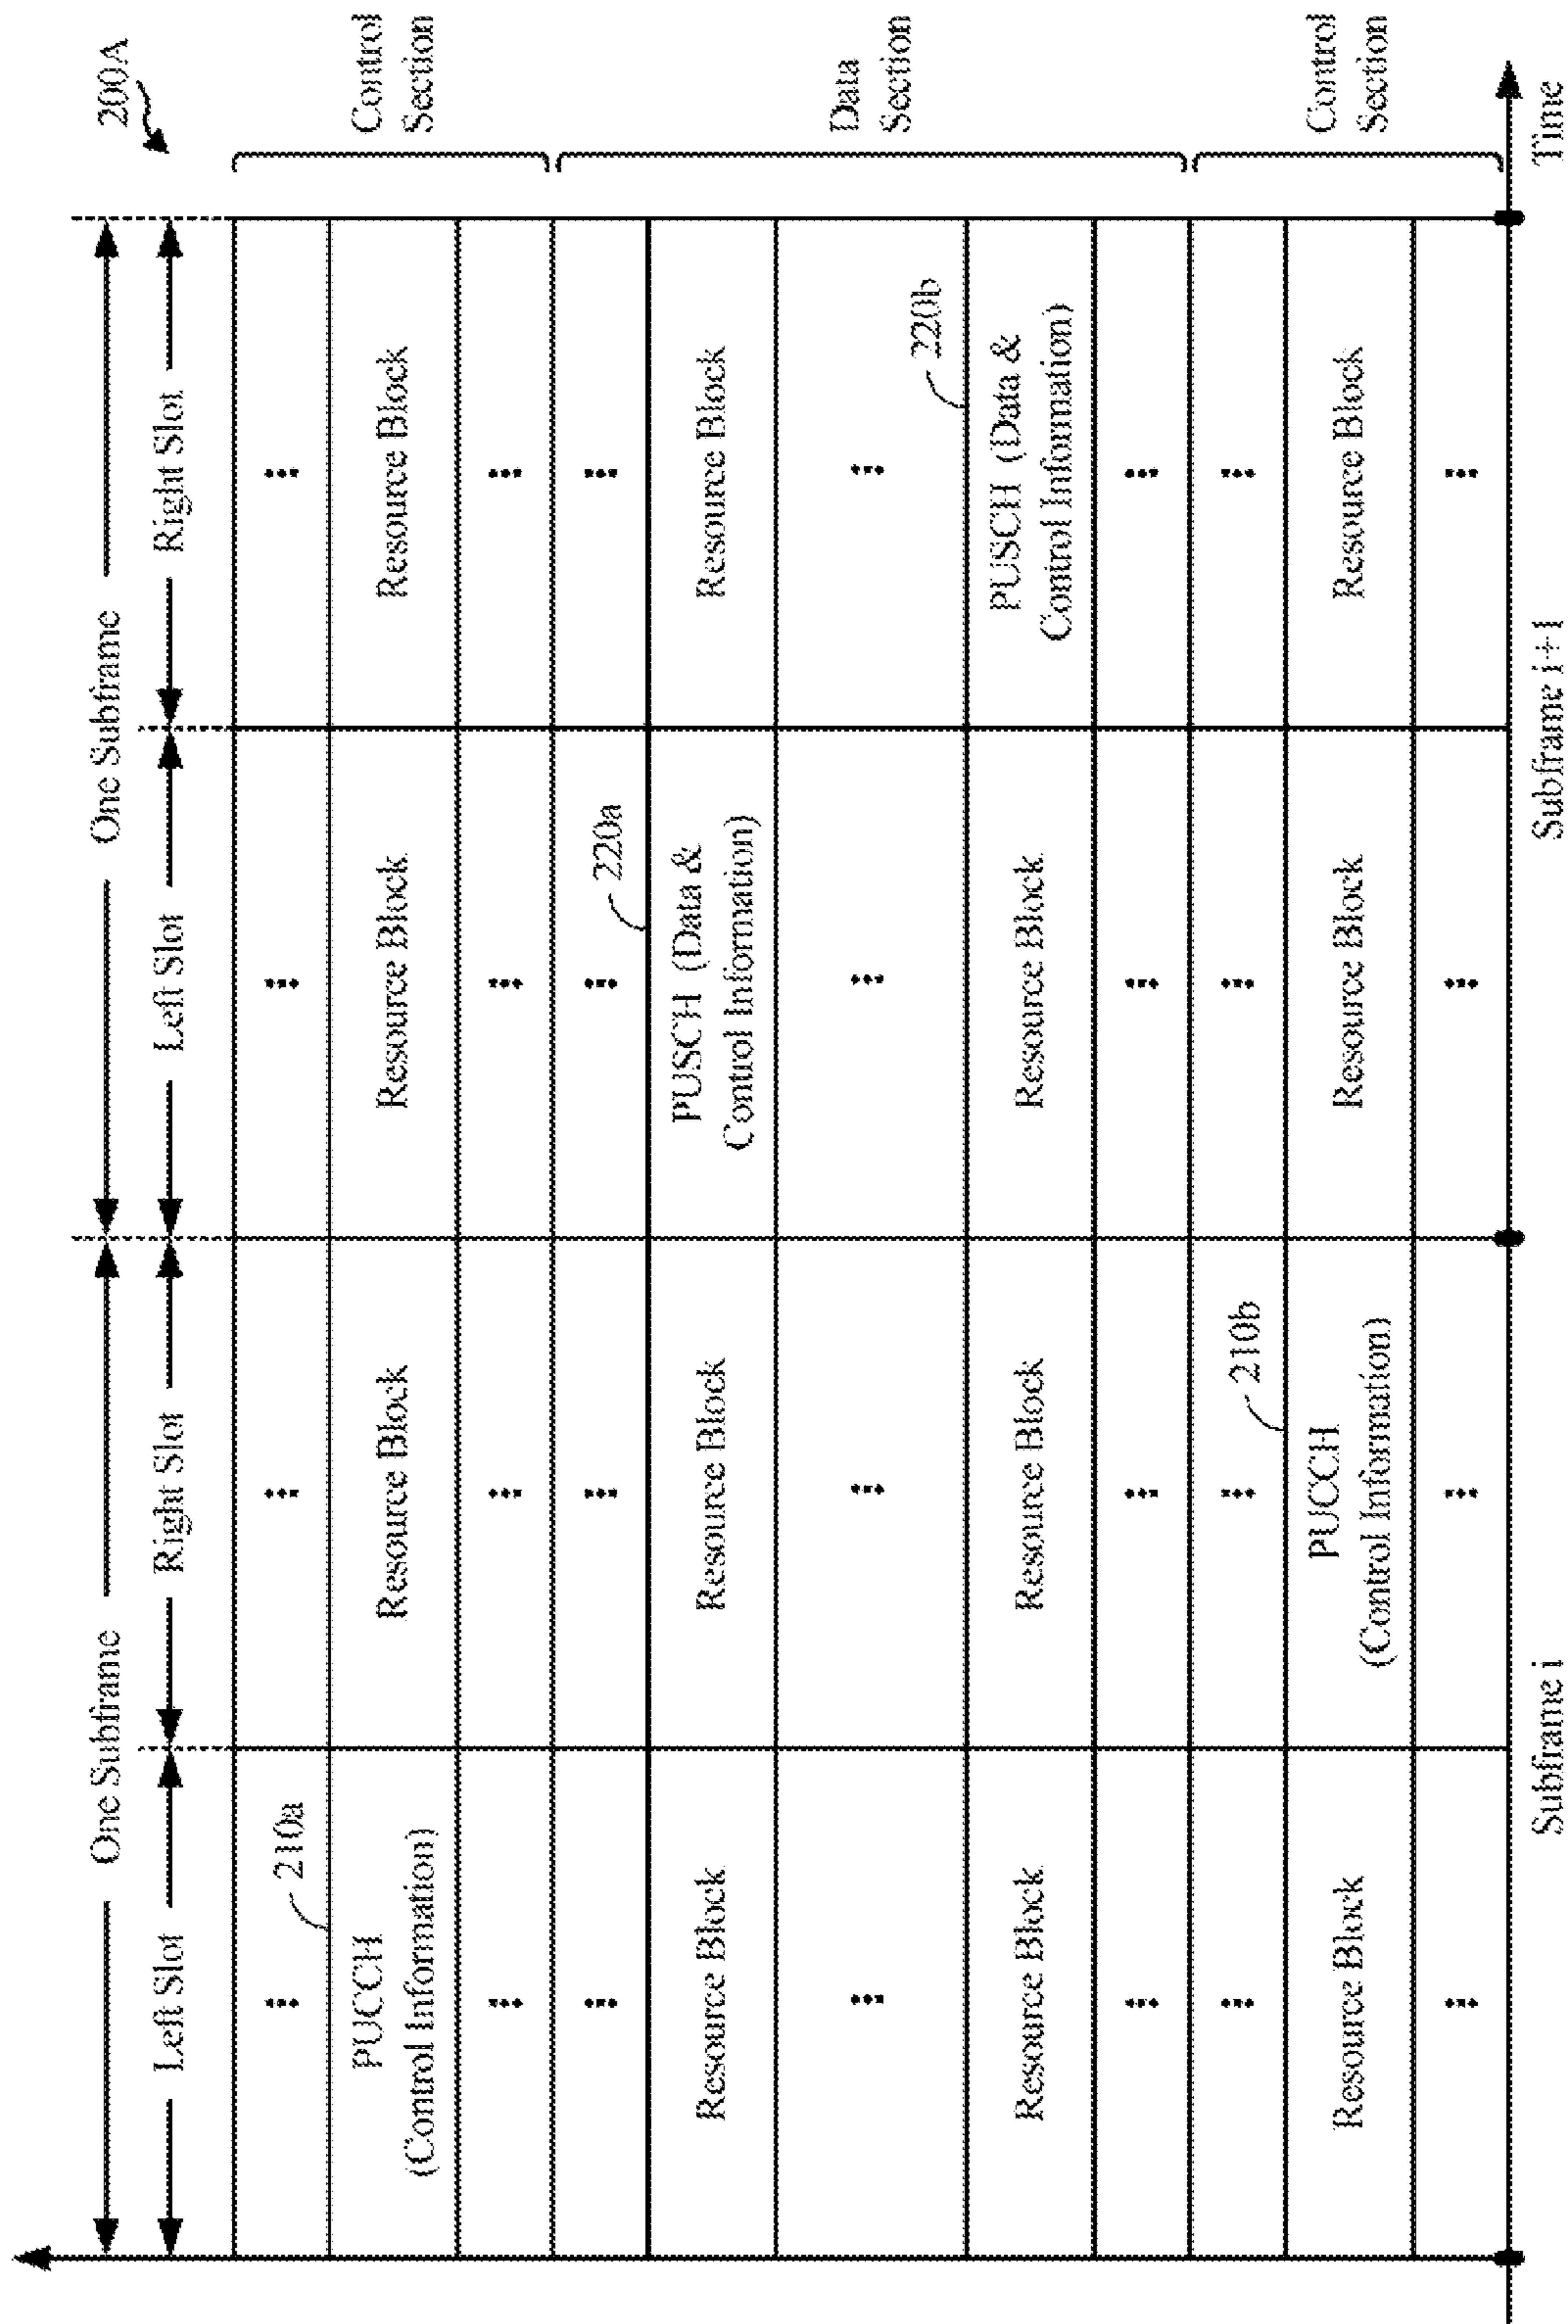 200A
One Subframe
One Subframe
Left Slot
Right Slot
Left Slot
Right Slot
210a
PUCCH
(Control Information)
Resource Block
Resource Block
Resource Block
Control
Section
220a
Resource Block
Resource Block
PUSCH (Data &
Control Information)
Resource Block
220b
Data
Section
Resource Block
Resource Block
Resource Block
PUSCH (Data &
Control Information)
210b
Resource Block
PUCCH
(Control Information)
Resource Block
Resource Block
Control
Section
Subframe i
Subframe i+1
Time